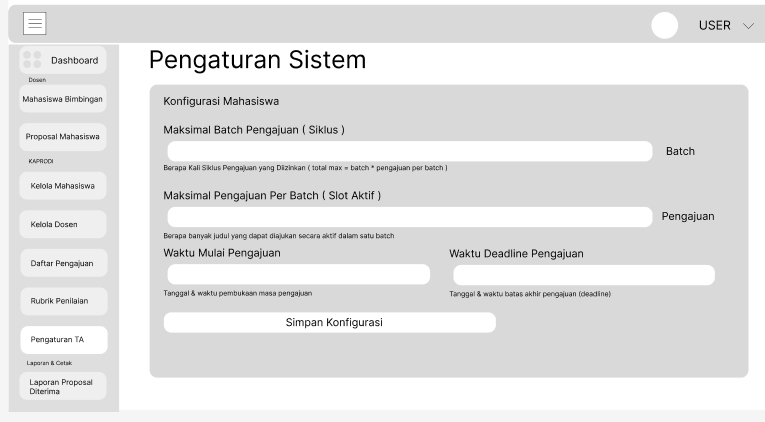 USER
Dashboard
Dosen
Mahasiswa Bimbingan
Proposal Mahasiswa
KAPRODI
Kelola Mahasiswa
Kelola Dosen
Daftar Pengajuan
Rubrik Penilaian
Pengaturan TA
Laporan & Cetak
Laporan Proposal
Diterima
Pengaturan Sistem
Konfigurasi Mahasiswa
Maksimal Batch Pengajuan ( Siklus )
Batch
Berapa Kali Siklus Pengajuan yang Diizinkan ( total max = batch * pengajuan per batch )
Maksimal Pengajuan Per Batch ( Slot Aktif )
Pengajuan
Berapa banyak judul yang dapat diajukan secara aktif dalam satu batch
Waktu Mulai Pengajuan
Tanggal & waktu pembukaan masa pengajuan
Waktu Deadline Pengajuan
Tanggal & waktu batas akhir pengajuan (deadline)
Simpan Konfigurasi